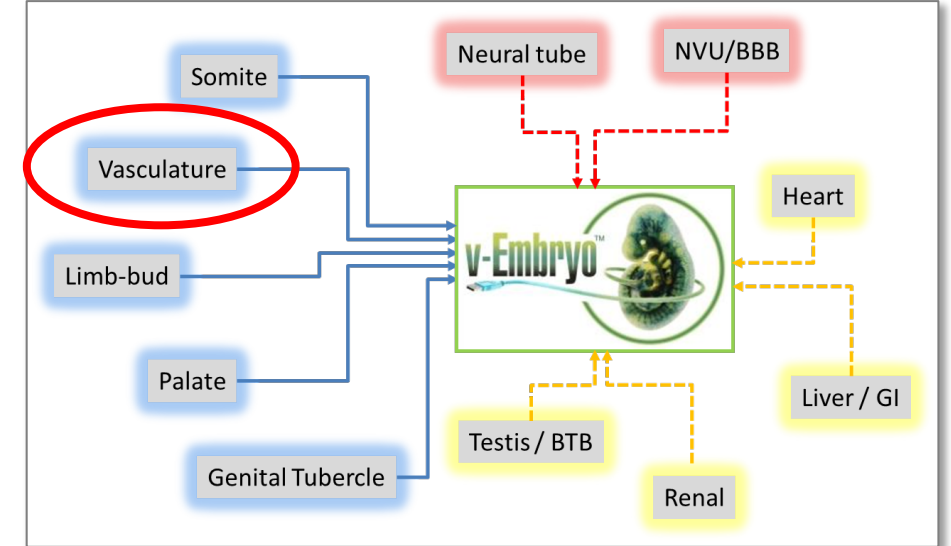 Somite
Neural tube
NVU/BBB
Vasculature
Heart
v-Embryo™
Limb-bud
Palate
Liver / GI
Testis / BTB
Genital Tubercle
Renal